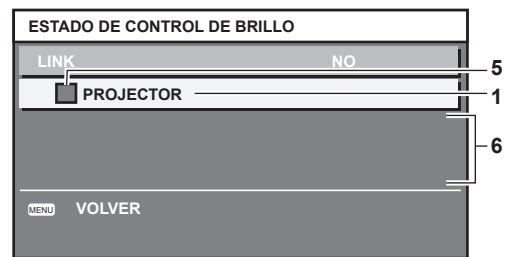 ESTADO DE CONTROL DE BRILLO
LINK NO
5
PROJECTOR
1
6
MENU VOLVER